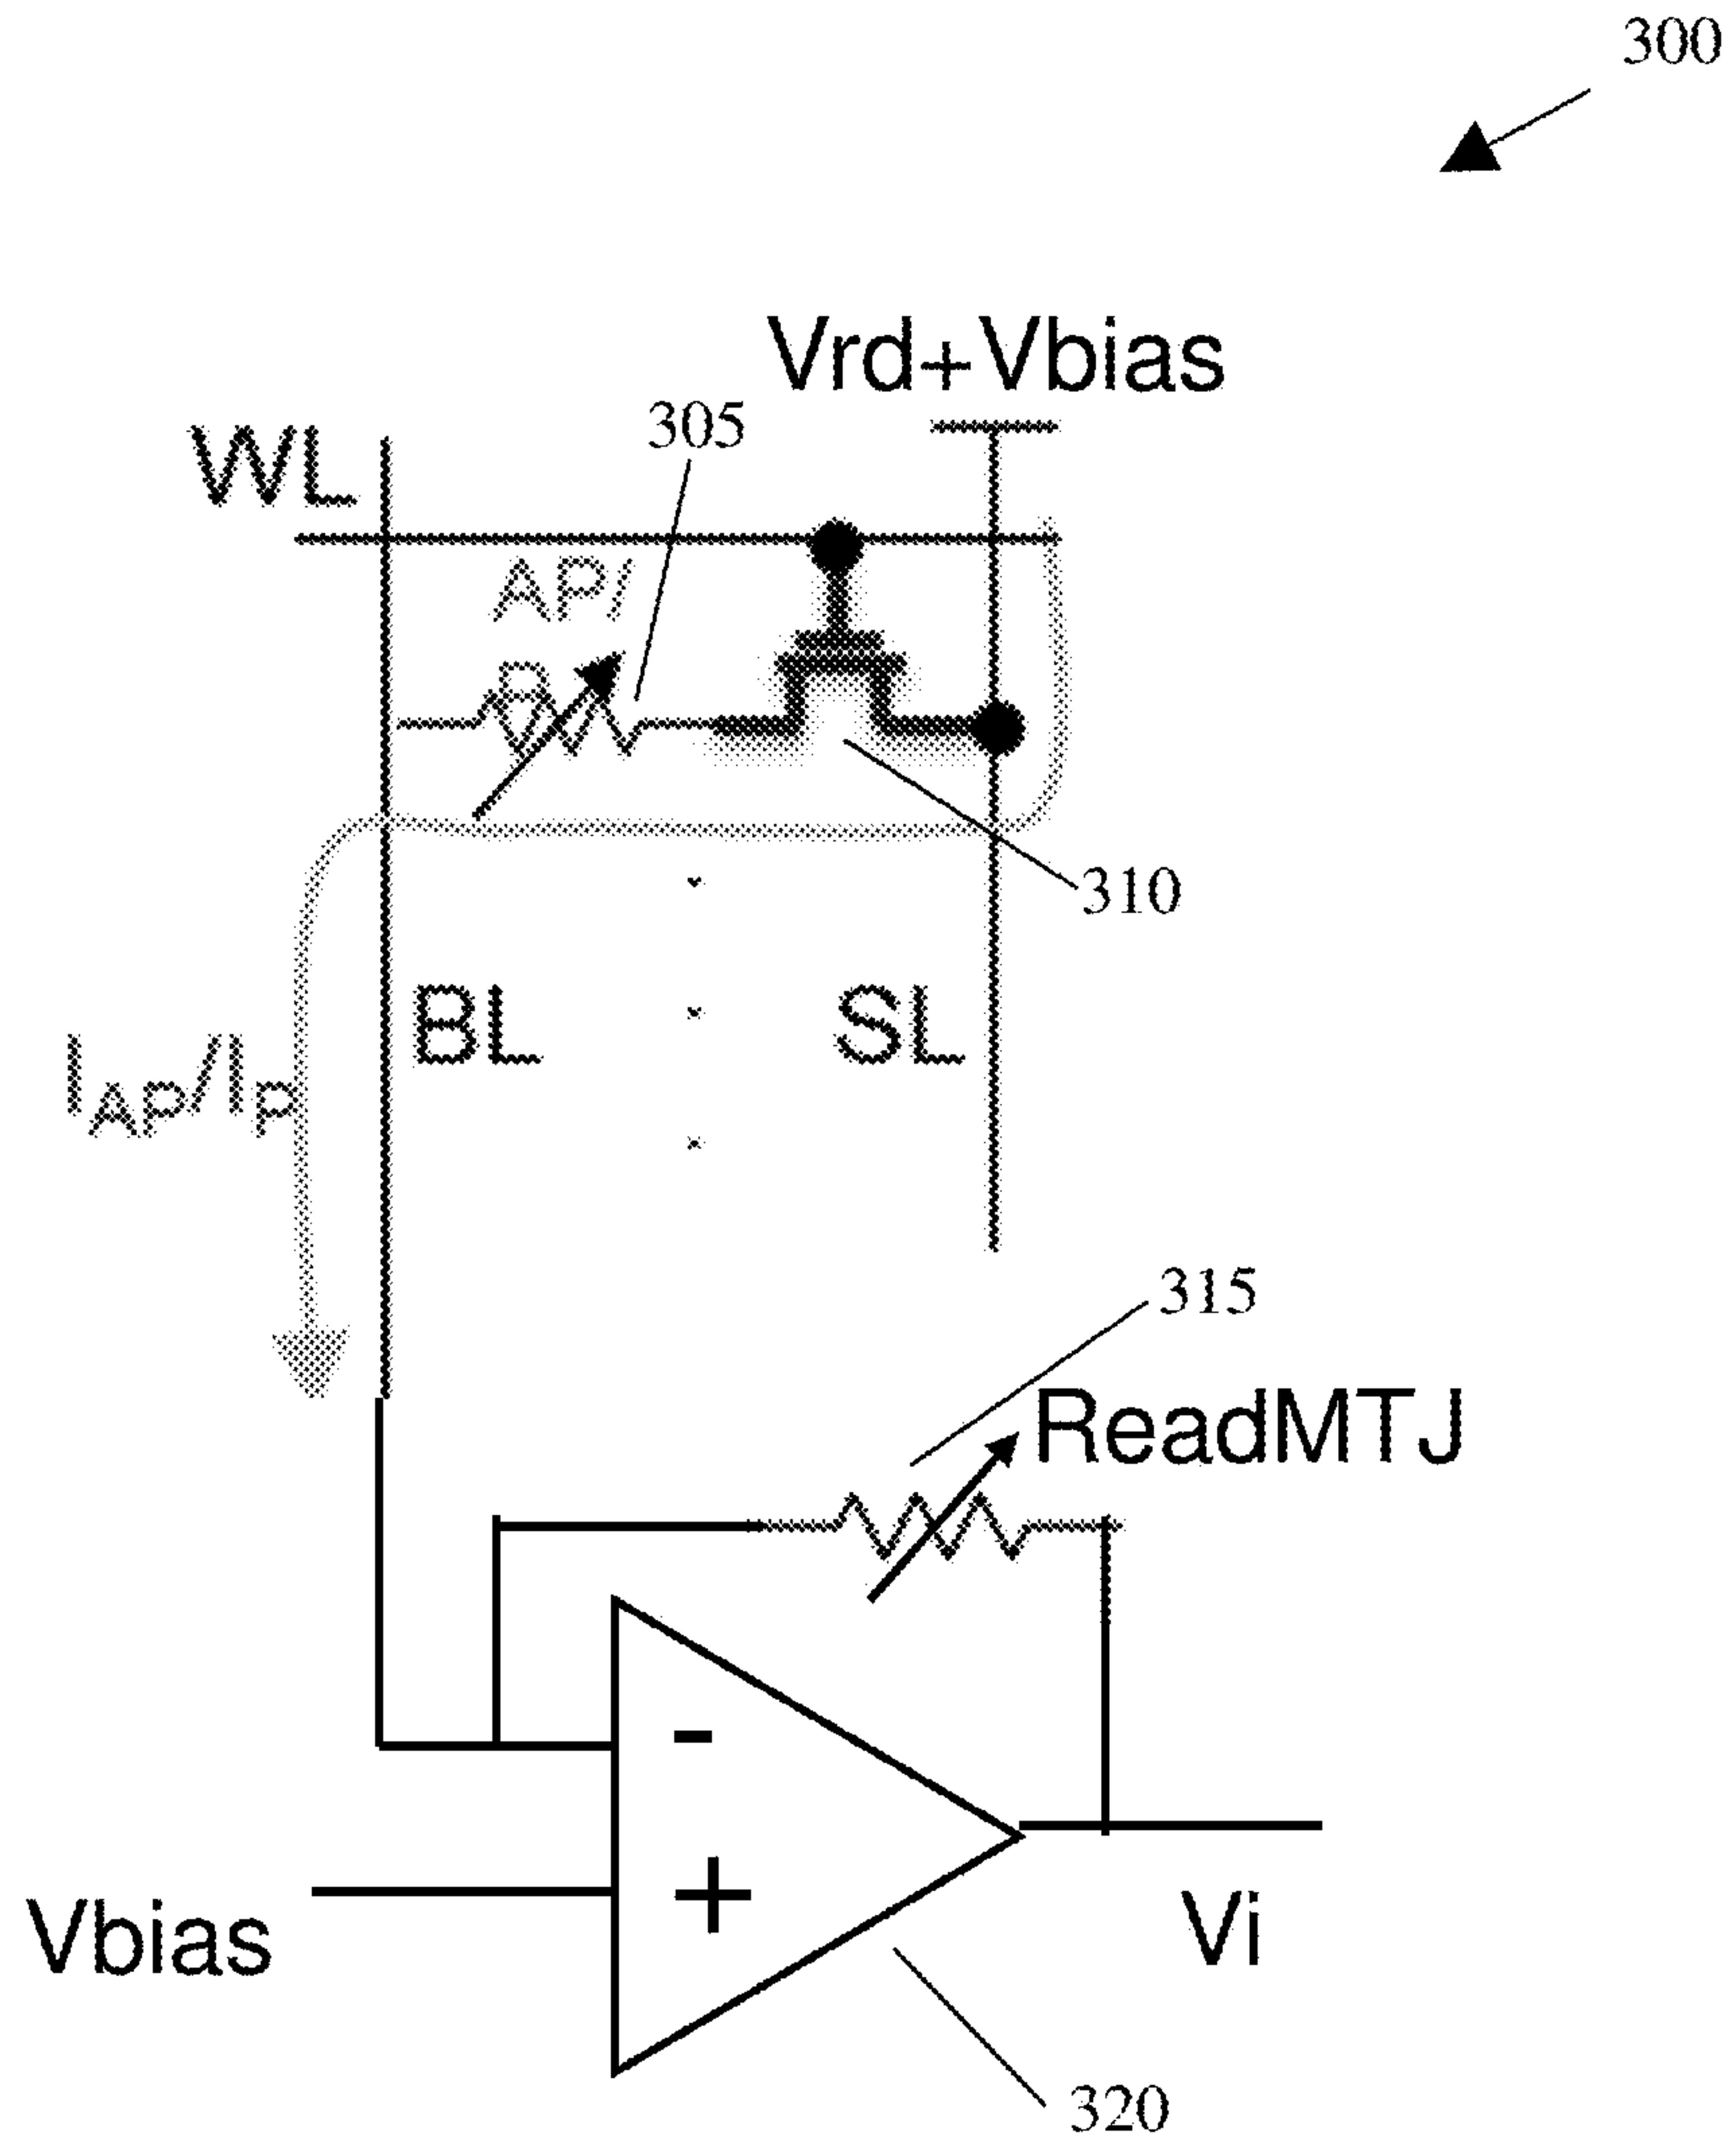 300
Vrd+Vbias
305
WL
AP/
P
310
BL
SL
IAP/IP
315
ReadMTJ
-
+
Vbias
Vi
320